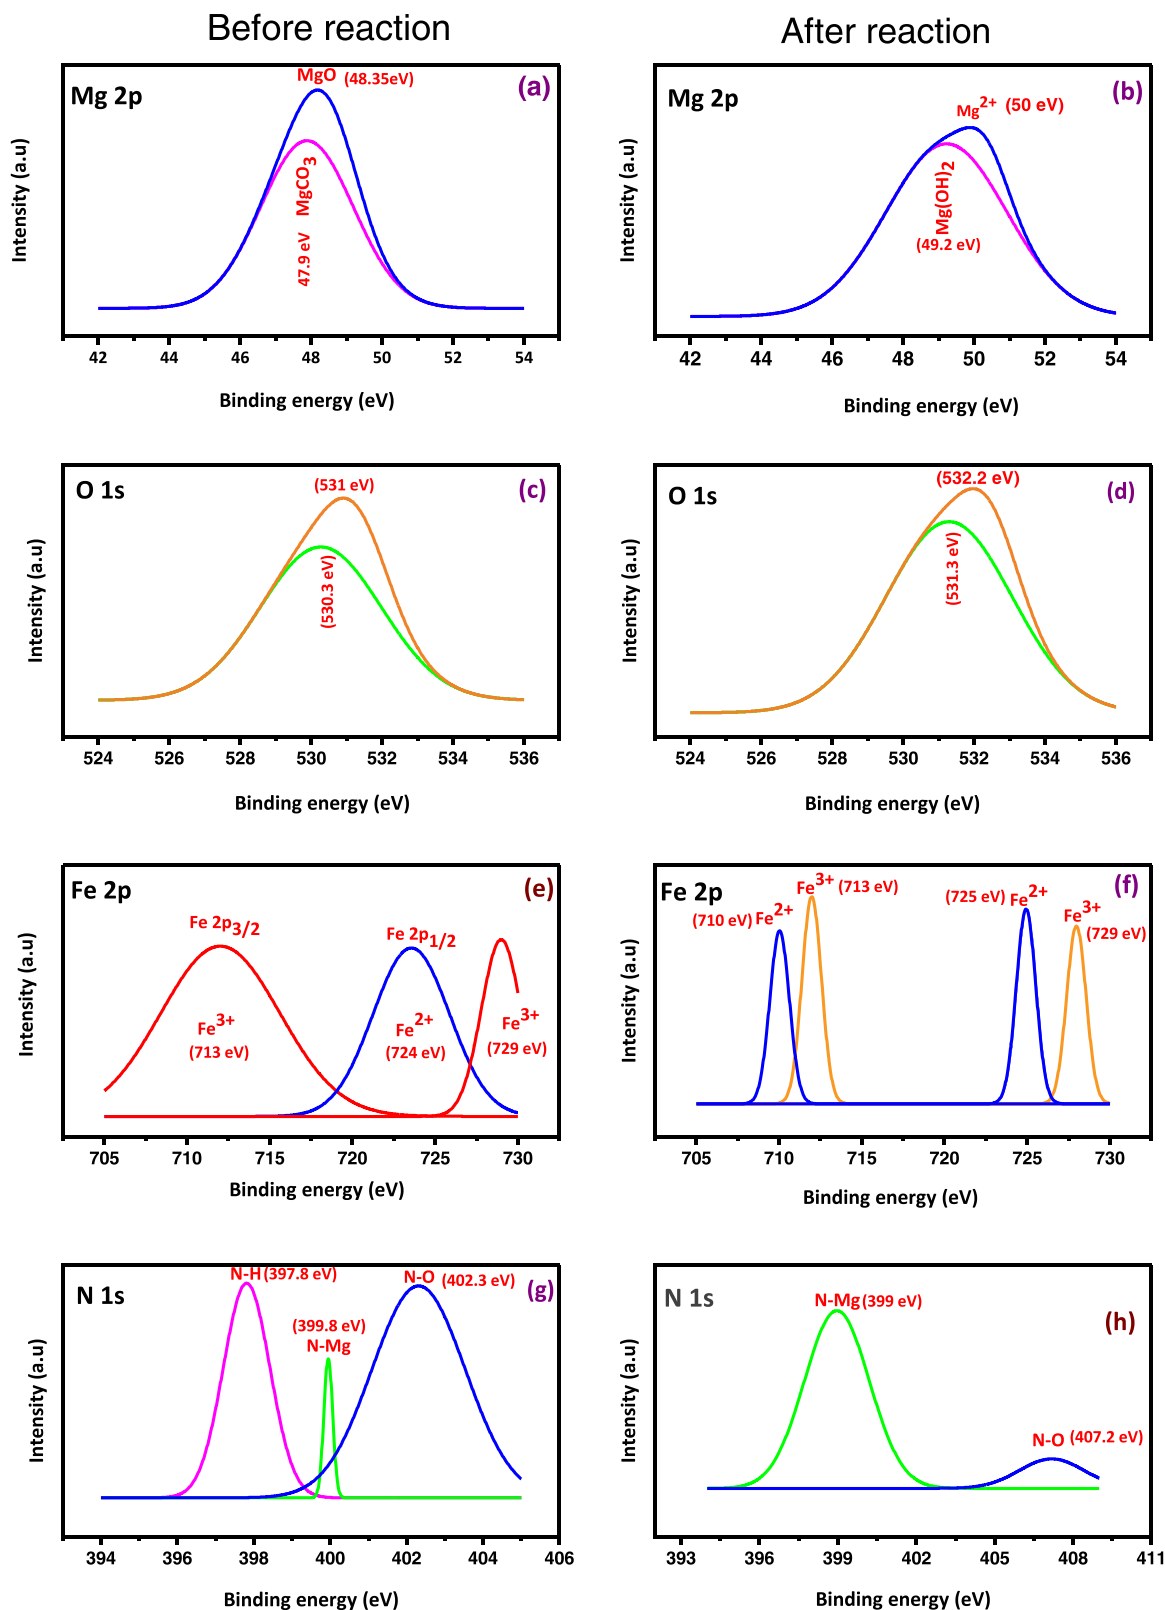 Before reaction
After reaction
Mg 2p
MgO (48.35eV)
(a)
MgCO3
47.9 eV
Intensity (a.u)
42 44 46 48 50 52 54
Binding energy (eV)
Mg 2p
Mg2+ (50 eV)
(b)
Mg(OH)2
(49.2 eV)
Intensity (a.u)
42 44 46 48 50 52 54
Binding energy (eV)
O 1s
(531 eV)
(c)
(530.3 eV)
Intensity (a.u)
524 526 528 530 532 534 536
Binding energy (eV)
O 1s
(532.2 eV)
(d)
(531.3 eV)
Intensity (a.u)
524 526 528 530 532 534 536
Binding energy (eV)
Fe 2p
(e)
Fe 2p3/2
Fe 2p1/2
Fe3+
(713 eV)
Fe2+
(724 eV)
Fe3+
(729 eV)
Intensity (a.u)
705 710 715 720 725 730
Binding energy (eV)
Fe 2p
(f)
(710 eV) Fe2+
Fe3+ (713 eV)
(725 eV) Fe2+
Fe3+
(729 eV)
Intensity (a.u)
705 710 715 720 725 730
Binding energy (eV)
N 1s
N-H (397.8 eV)
N-O (402.3 eV)
(g)
(399.8 eV)
N-Mg
Intensity (a.u)
394 396 398 400 402 404 406
Binding energy (eV)
N 1s
N-Mg (399 eV)
(h)
N-O (407.2 eV)
Intensity (a.u)
393 396 399 402 405 408 411
Binding energy (eV)